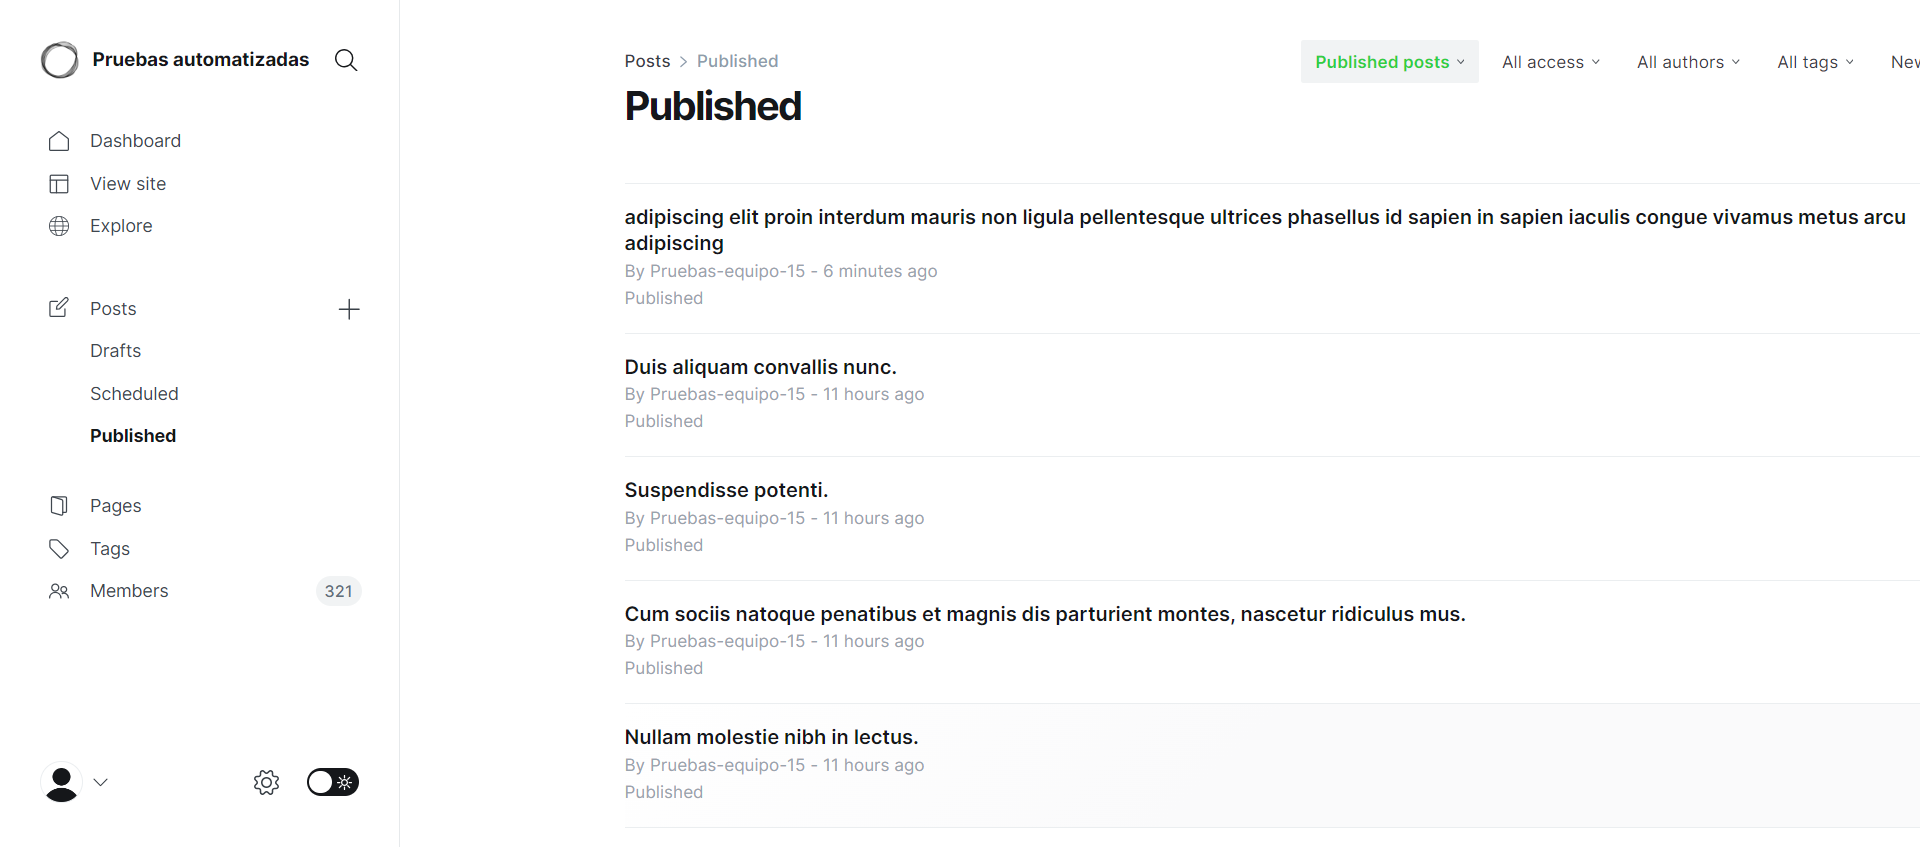 Pruebas automatizadas
Dashboard
View site
Explore
Posts
Drafts
Scheduled
Published
Pages
Tags
Members 321
Posts > Published
Published
Published posts
All access
All authors
All tags
adipiscing elit proin interdum mauris non ligula pellentesque ultrices phasellus id sapien in sapien iaculis congue vivamus metus arcu
adipiscing
By Pruebas-equipo-15 - 6 minutes ago
Published
Duis aliquam convallis nunc.
By Pruebas-equipo-15 - 11 hours ago
Published
Suspendisse potenti.
By Pruebas-equipo-15 - 11 hours ago
Published
Cum sociis natoque penatibus et magnis dis parturient montes, nascetur ridiculus mus.
By Pruebas-equipo-15 - 11 hours ago
Published
Nullam molestie nibh in lectus.
By Pruebas-equipo-15 - 11 hours ago
Published